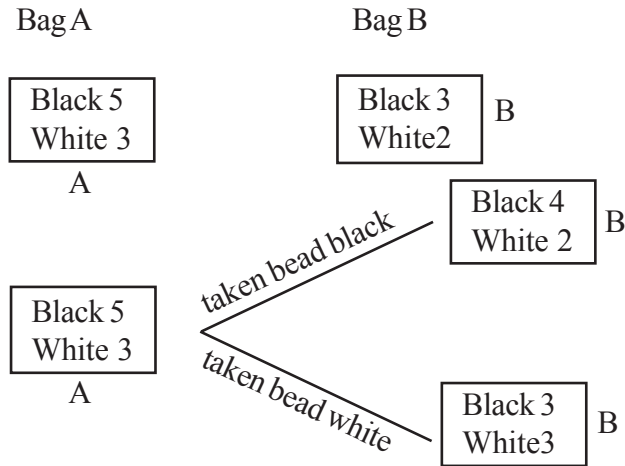 Bag A
Bag B
Black 5
White 3
A
Black 3
White2
B
Black 4
White 2
B
taken bead black
Black 5
White 3
A
taken bead white
Black 3
White3
B